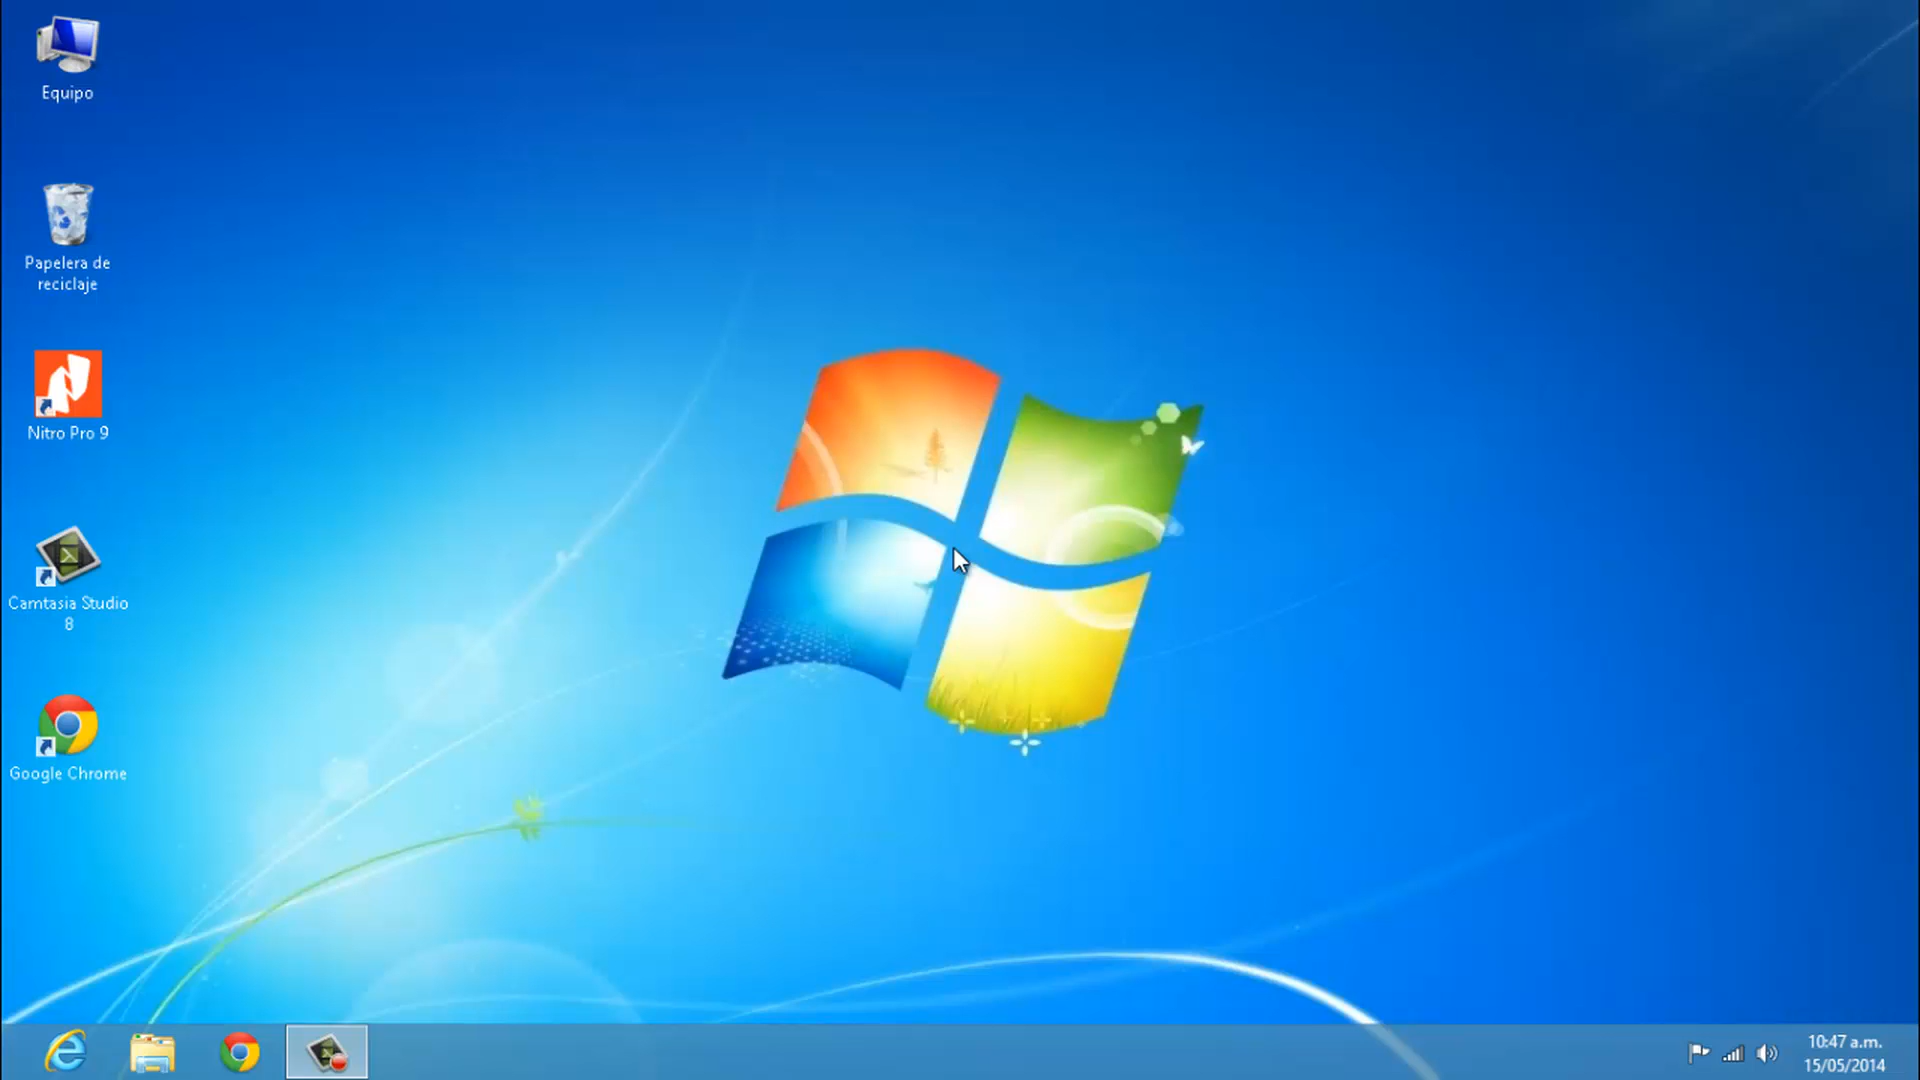 Equipo
Papelera de
reciclaje
Nitro Pro 9
Camtasia Studio
8
Google Chrome
10:47 a.m.
15/05/2014